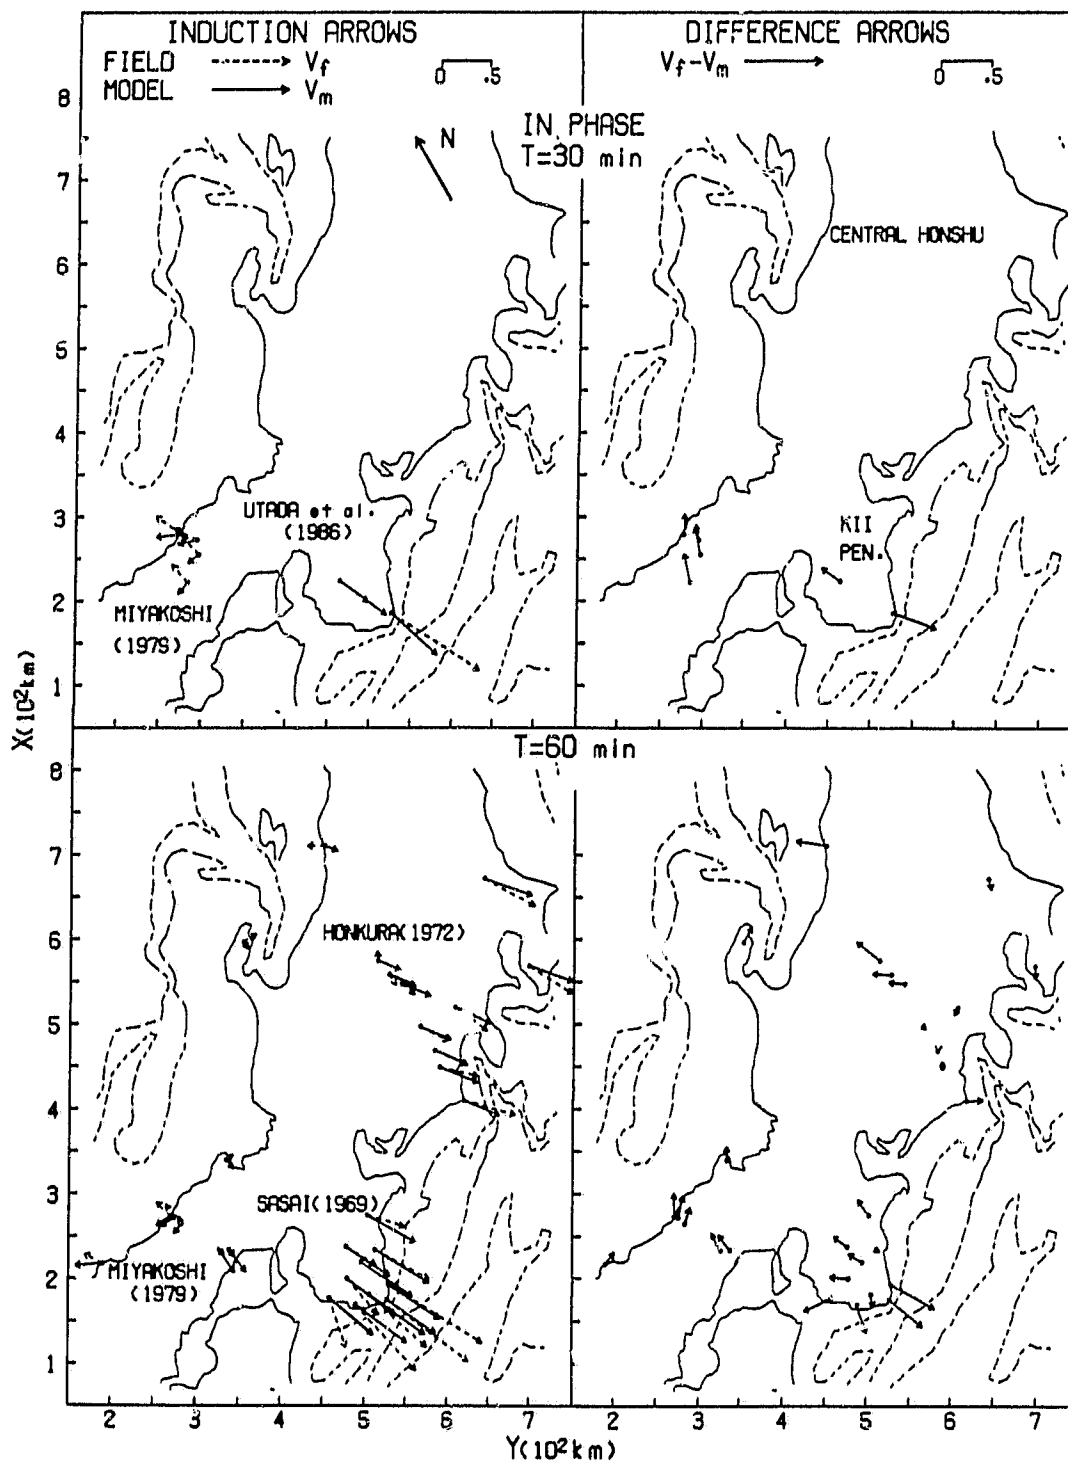 INDUCTION ARROWS
FIELD Vf
MODEL Vm
0 .5
DIFFERENCE ARROWS
Vf-Vm
0 .5
IN PHASE
T=30 min
N
CENTRAL HONSHU
UTADA et al.
(1986)
MIYAKOSHI
(1979)
KII
PEN.
8
7
6
5
4
3
2
1
X(10²km)
T=60 min
HONKURA(1972)
SASAI(1969)
MIYAKOSHI
(1979)
8
7
6
5
4
3
2
1
2 3 4 5 6 7
2 3 4 5 6 7
Y(10²km)